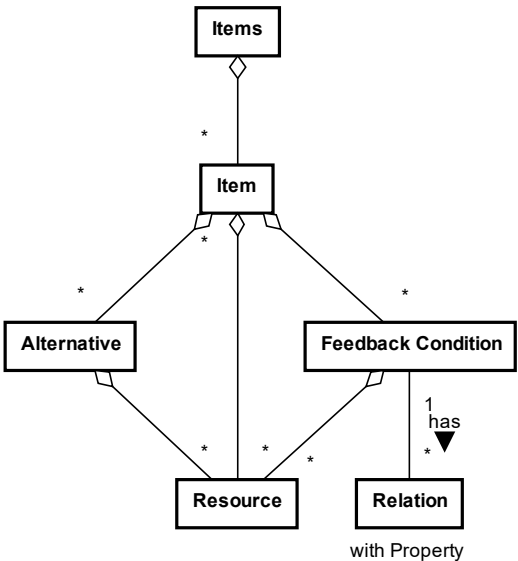 Items
*
Item
*
*
*
Alternative
Feedback Condition
1
has
*
*
*
*
Resource
Relation
with Property